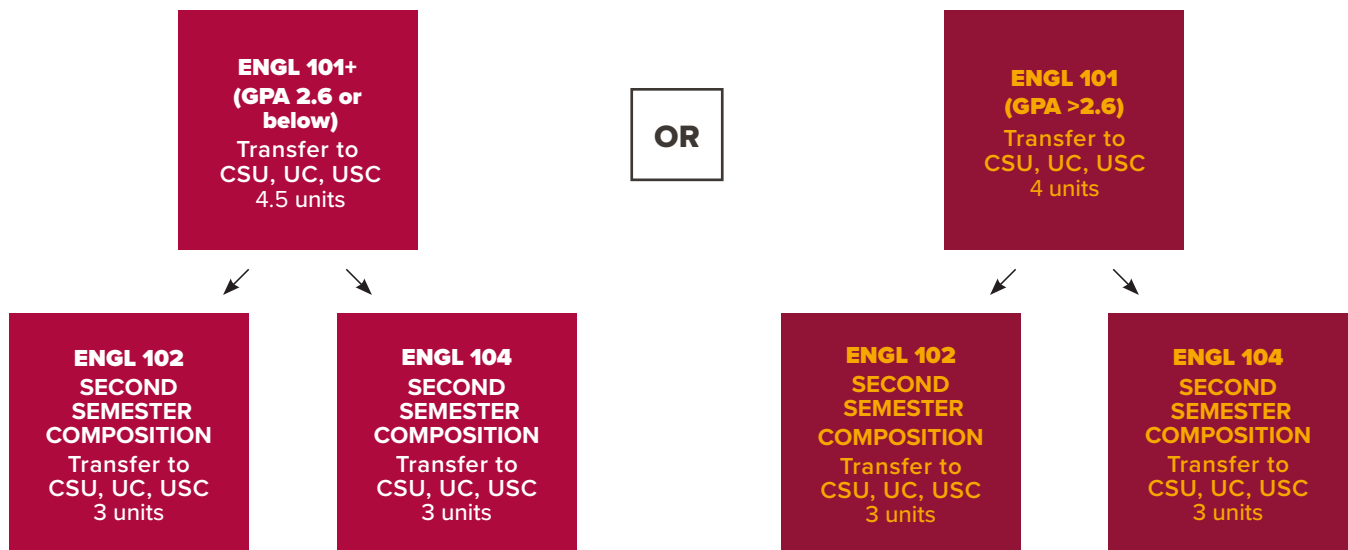 ENGL 101+
(GPA 2.6 or
below)
Transfer to
CSU, UC, USC
4.5 units
OR
ENGL 101
(GPA >2.6)
Transfer to
CSU, UC, USC
4 units
ENGL 102
SECOND
SEMESTER
COMPOSITION
Transfer to
CSU, UC, USC
3 units
ENGL 104
SECOND
SEMESTER
COMPOSITION
Transfer to
CSU, UC, USC
3 units
ENGL 102
SECOND
SEMESTER
COMPOSITION
Transfer to
CSU, UC, USC
3 units
ENGL 104
SECOND
SEMESTER
COMPOSITION
Transfer to
CSU, UC, USC
3 units